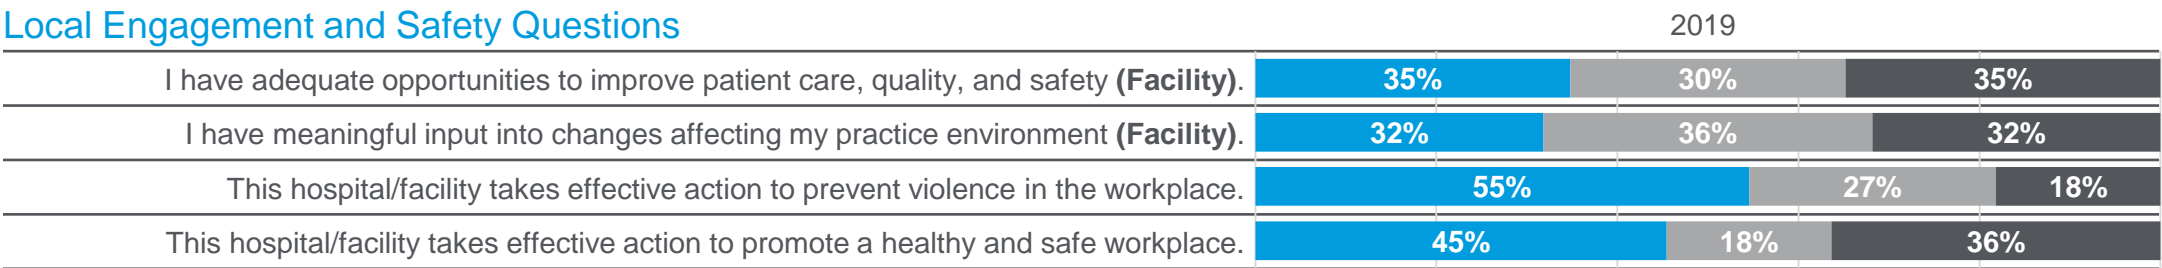 Local Engagement and Safety Questions 2019
I have adequate opportunities to improve patient care, quality, and safety (Facility). 35% 30% 35%
I have meaningful input into changes affecting my practice environment (Facility). 32% 36% 32%
This hospital/facility takes effective action to prevent violence in the workplace. 55% 27% 18%
This hospital/facility takes effective action to promote a healthy and safe workplace. 45% 18% 36%